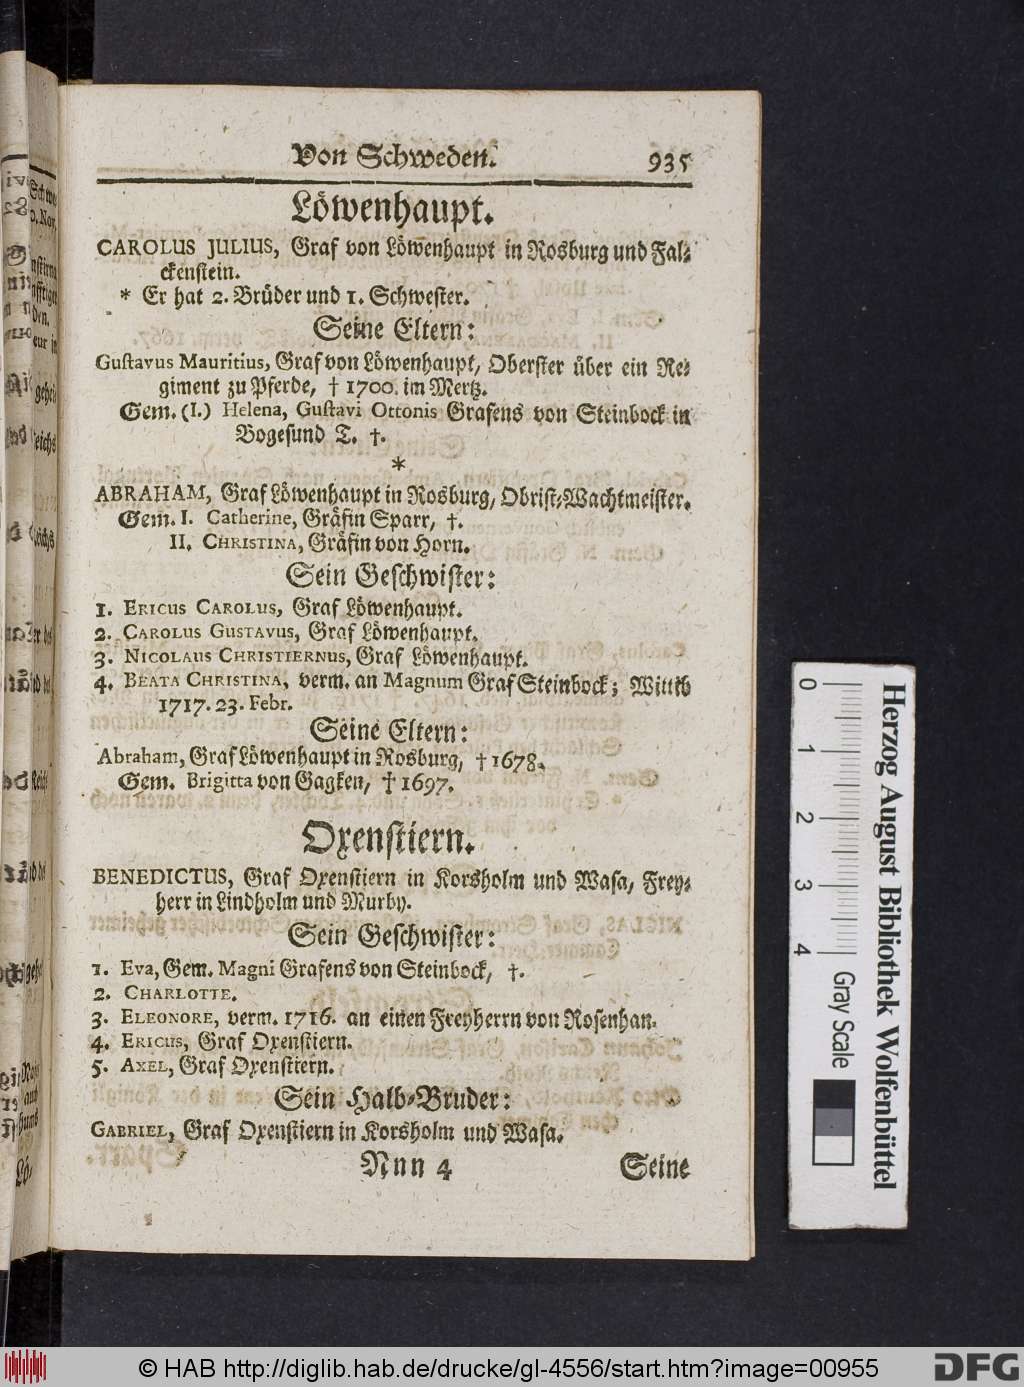 Von Schweden. 935
Löwenhaupt.
CAROLUS JULIUS, Graf von Löwenhaupt in Rosburg und Fal⸗
ckenstein.
* Er hat 2. Brüder und 1. Schwester.
Seine Eltern:
Gustavus Mauritius, Graf von Löwenhaupt, Oberster über ein Re⸗
giment zu Pferde, † 1700. im Mertz.
Gem. (I.) Helena, Gustavi Ottonis Grafens von Steinbock in
Bogesund T. †.
*
ABRAHAM, Graf Löwenhaupt in Rosburg, Obrist⸗Wachtmeister.
Gem. I. Catherine, Gräfin Sparr, †.
II. CHRISTINA, Gräfin von Horn.
Sein Geschwister:
1. ERICUS CAROLUS, Graf Löwenhaupt.
2. CAROLUS GUSTAVUS, Graf Löwenhaupt.
3. NICOLAUS CHRISTIERNUS, Graf Löwenhaupt.
4. BEATA CHRISTINA, verm. an Magnum Graf Steinbock; Wittib
1717. 23. Febr.
Seine Eltern:
Abraham, Graf Löwenhaupt in Rosburg, † 1678.
Gem. Brigitta von Gagken, † 1697.
Oxenstiern.
BENEDICTUS, Graf Oxenstiern in Korsholm und Wasa, Frey⸗
herr in Lindholm und Murby.
Sein Geschwister:
1. Eva, Gem. Magni Grafens von Steinbock, †.
2. CHARLOTTE.
3. ELEONORE, verm. 1716. an einen Freyherrn von Rosenhan.
4. ERICUS, Graf Oxenstiern.
5. AXEL, Graf Oxenstiern.
Sein Halb⸗Bruder:
GABRIEL, Graf Oxenstiern in Korsholm und Wasa.
Nnn 4 Seine
0 1 2 3 4
Gray Scale
Herzog August Bibliothek Wolfenbüttel
© HAB http://diglib.hab.de/drucke/gl-4556/start.htm?image=00955
DFG